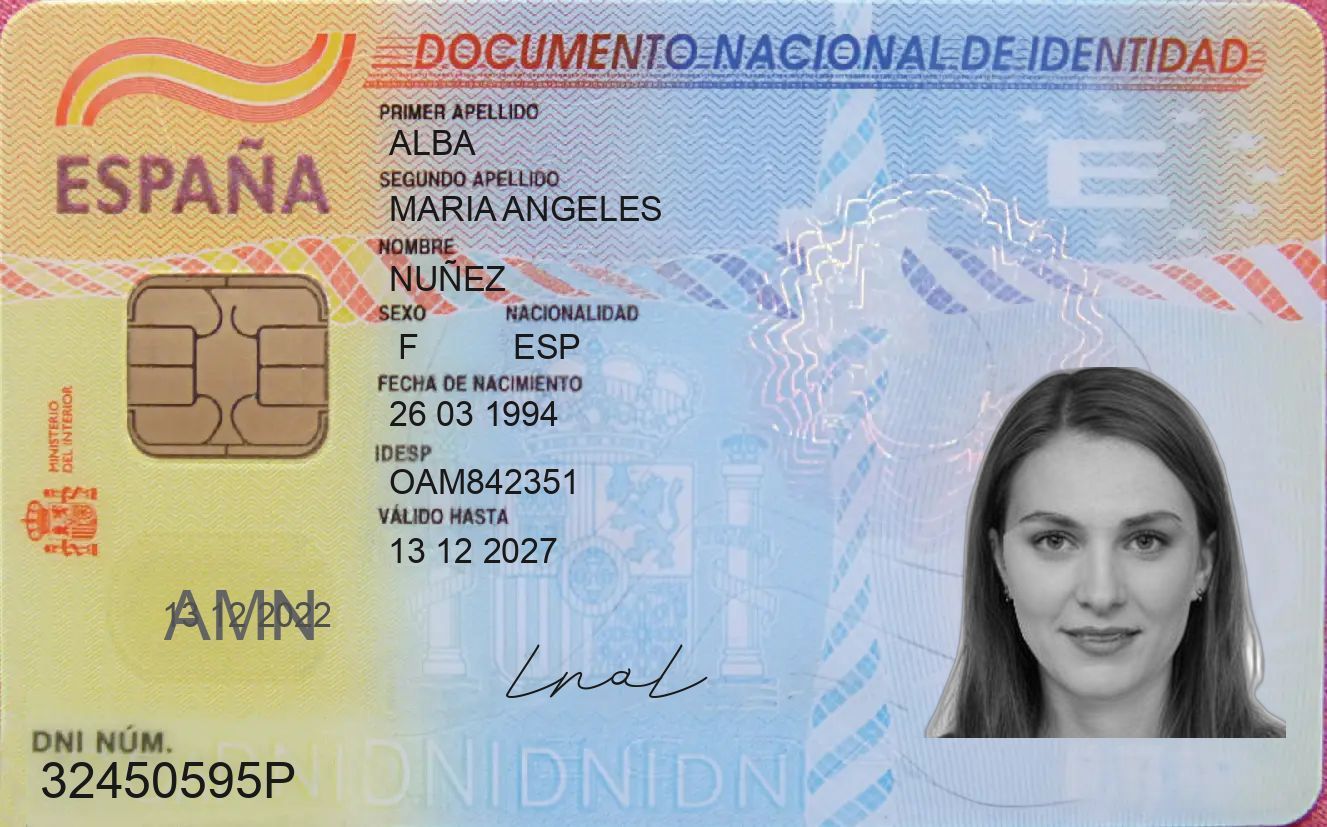 DOCUMENTO NACIONAL DE IDENTIDAD
ESPAÑA
PRIMER APELLIDO
ALBA
SEGUNDO APELLIDO
MARIA ANGELES
NOMBRE
NUÑEZ
SEXO NACIONALIDAD
F ESP
FECHA DE NACIMIENTO
26 03 1994
IDESP
OAM842351
VÁLIDO HASTA
13 12 2027
MINISTERIO
DEL INTERIOR
E
AMN
13 12 2022
LnaL
DNI NÚM.
32450595P
DNIDNIDNIDNI